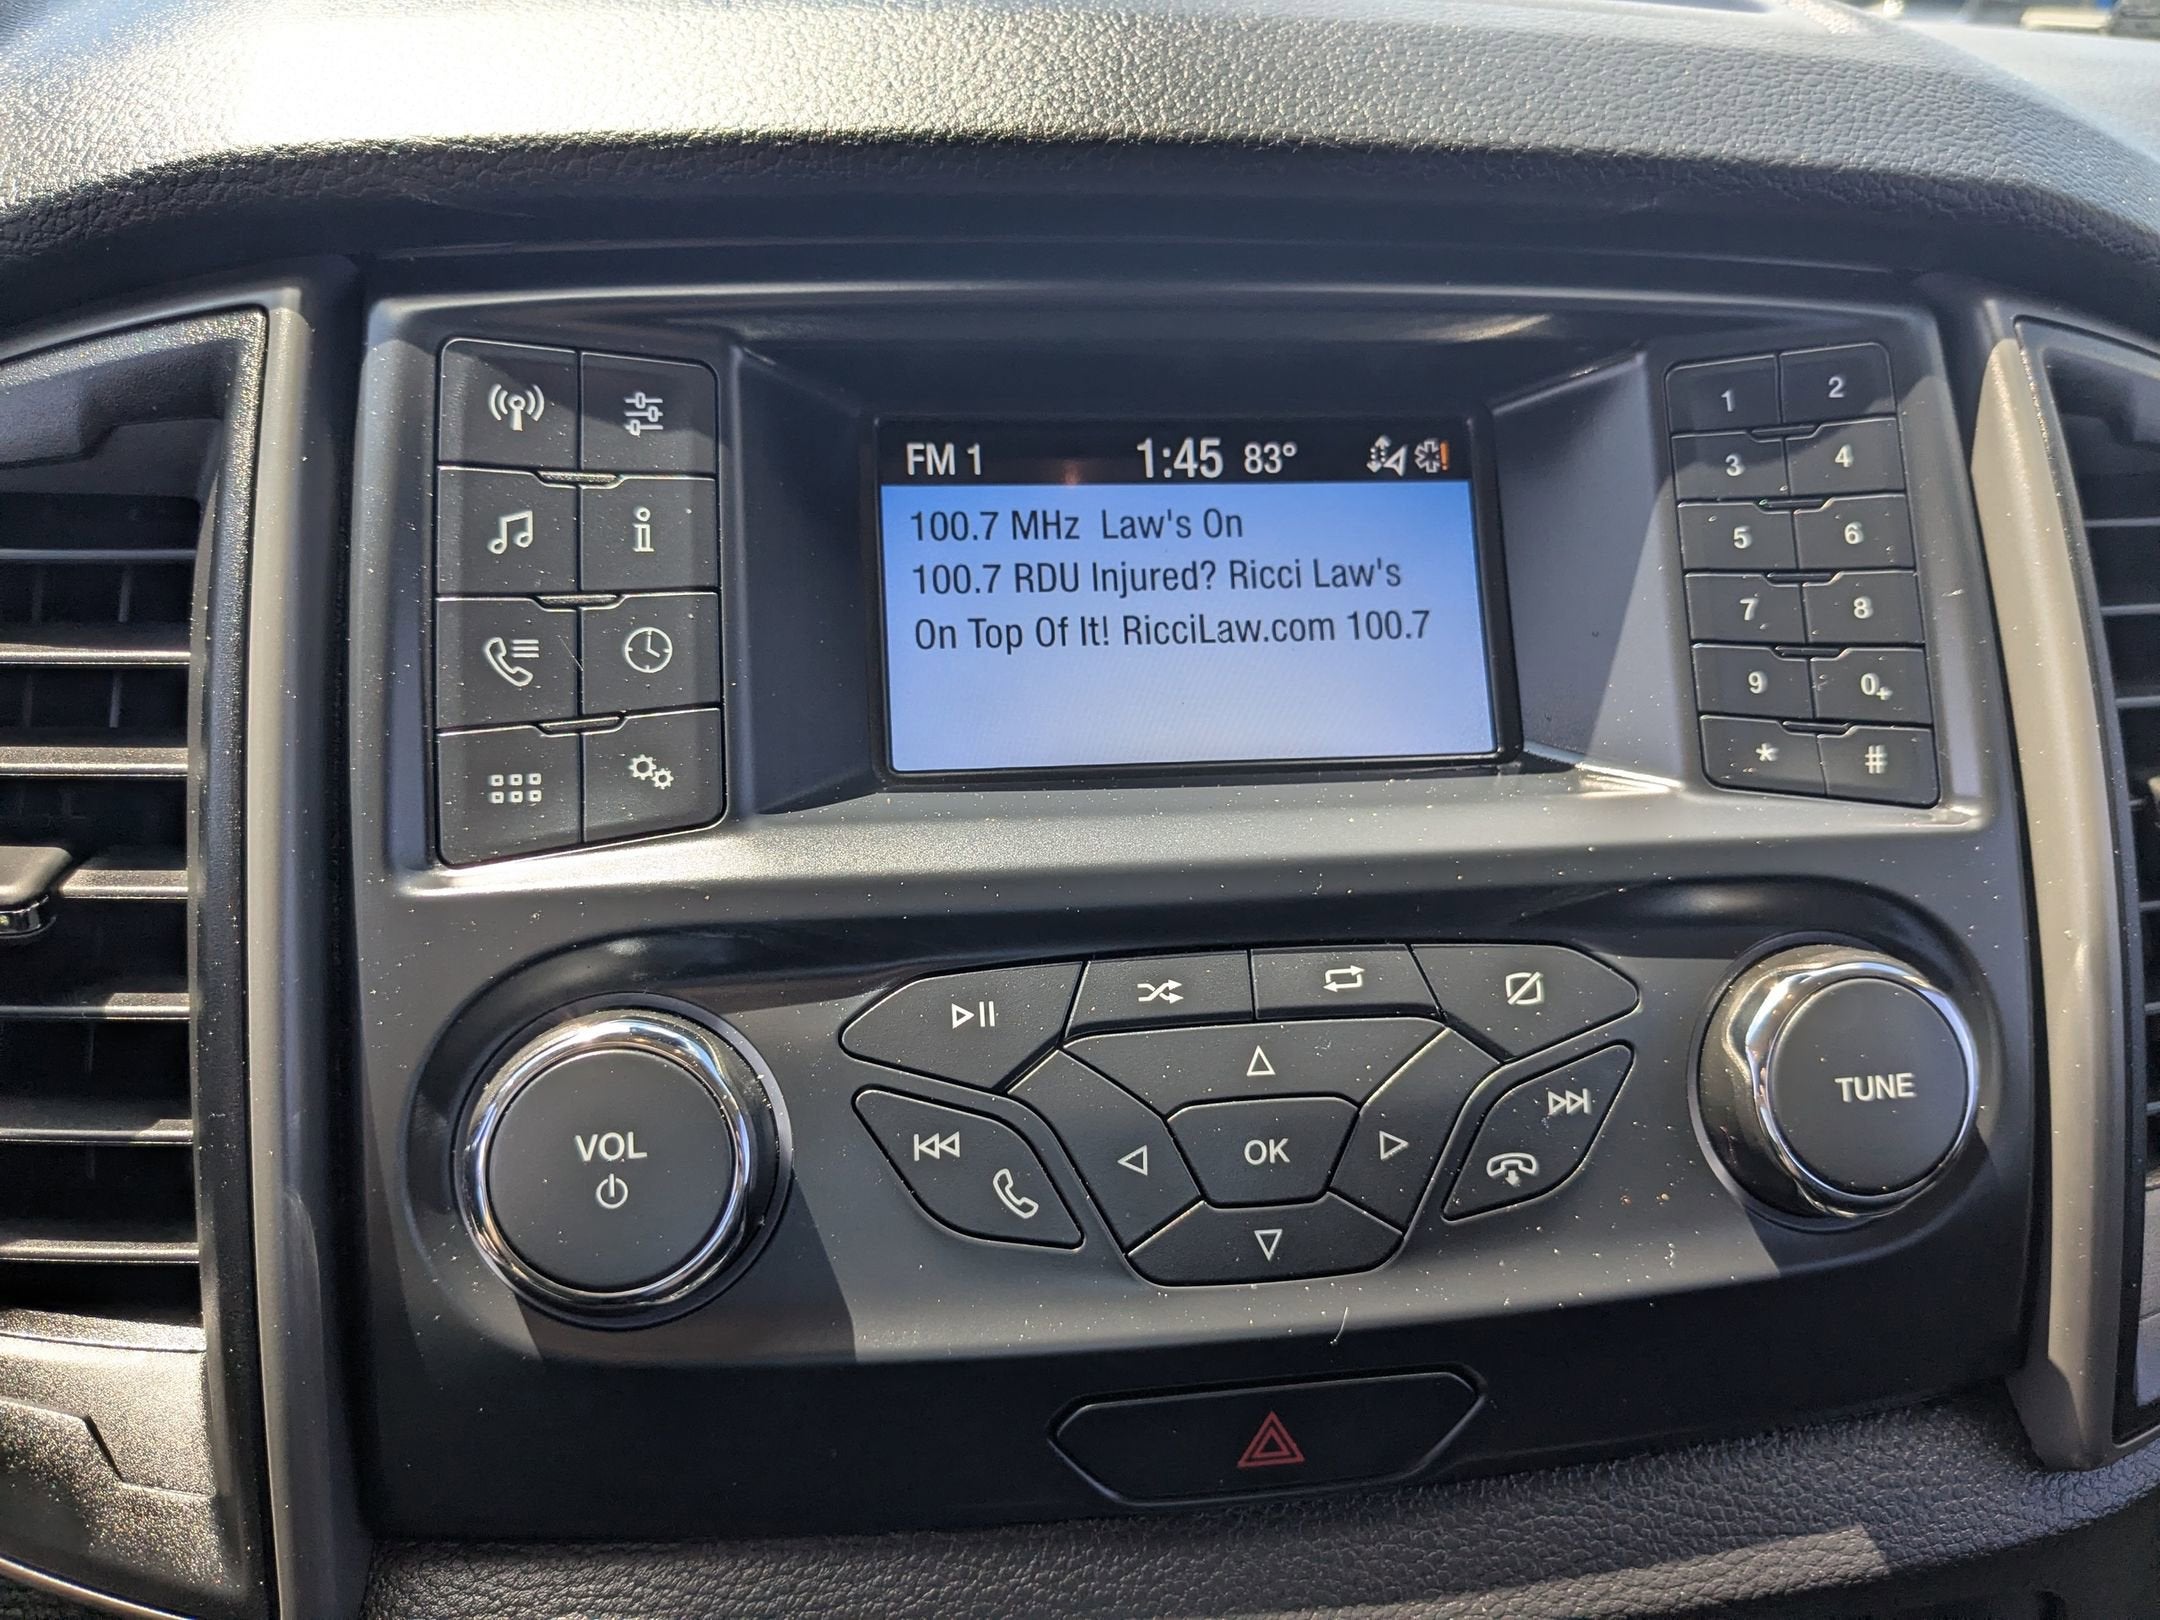 FM 1 1:45 83°
100.7 MHz Law's On
100.7 RDU Injured? Ricci Law's
On Top Of It! RicciLaw.com 100.7
1 2
3 4
5 6
7 8
9 0+
* #
VOL
OK
TUNE